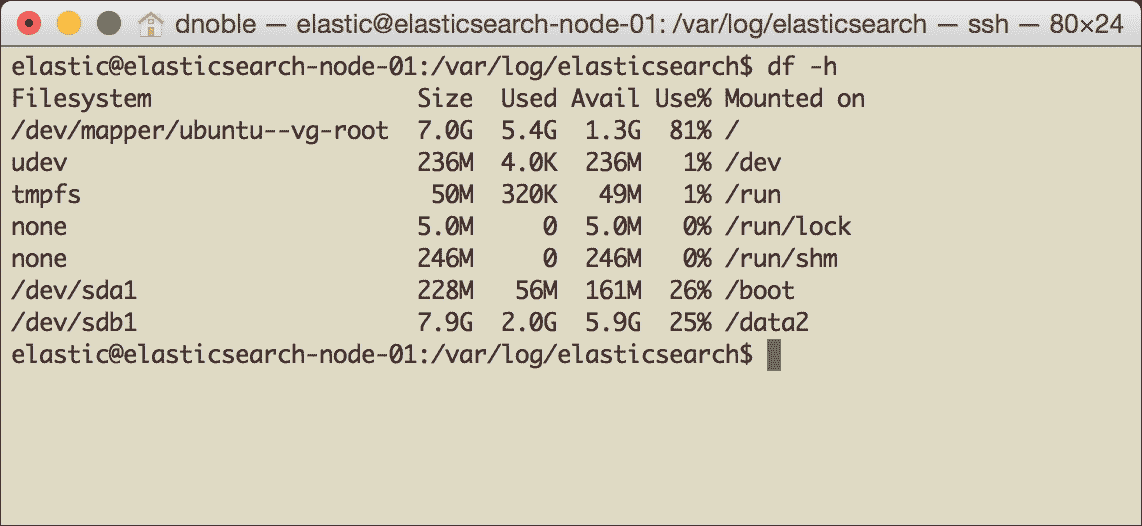 dnoble — elastic@elasticsearch-node-01: /var/log/elasticsearch — ssh — 80×24
elastic@elasticsearch-node-01:/var/log/elasticsearch$ df -h
Filesystem                   Size  Used Avail Use% Mounted on
/dev/mapper/ubuntu--vg-root  7.0G  5.4G  1.3G  81% /
udev                         236M  4.0K  236M   1% /dev
tmpfs                         50M  320K   49M   1% /run
none                         5.0M     0  5.0M   0% /run/lock
none                         246M     0  246M   0% /run/shm
/dev/sda1                    228M   56M  161M  26% /boot
/dev/sdb1                    7.9G  2.0G  5.9G  25% /data2
elastic@elasticsearch-node-01:/var/log/elasticsearch$